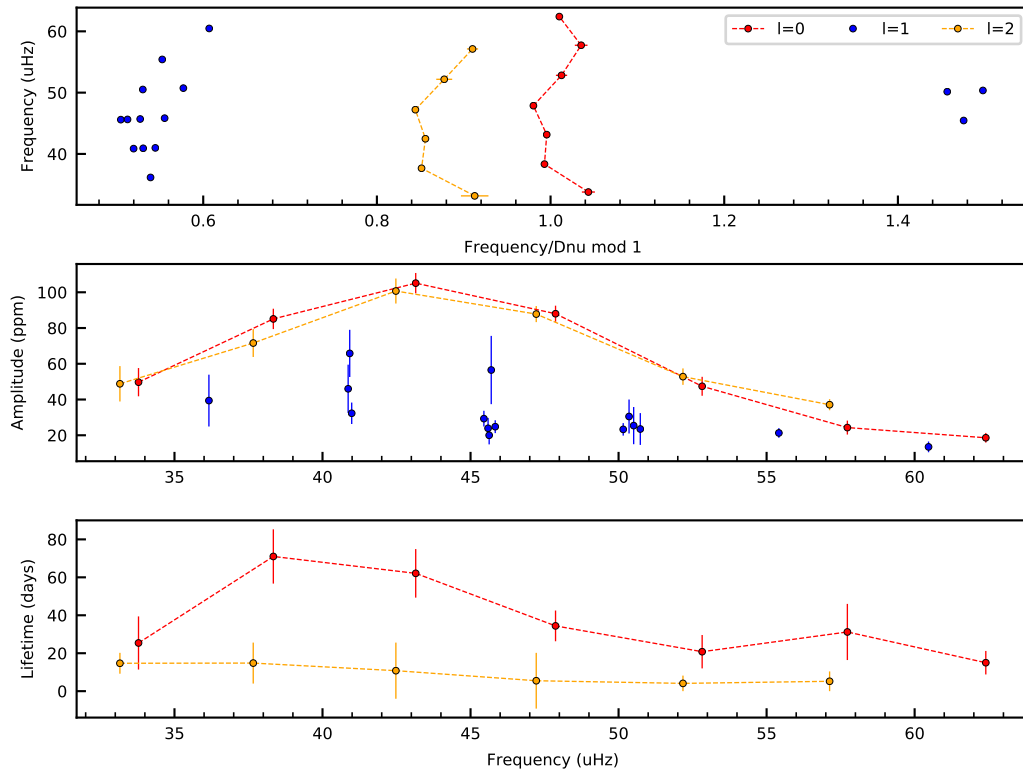 Frequency (uHz)
60
50
40
l=0 l=1 l=2
0.6 0.8 1.0 1.2 1.4
Frequency/Dnu mod 1
Amplitude (ppm)
100
80
60
40
20
35 40 45 50 55 60
Lifetime (days)
80
60
40
20
0
35 40 45 50 55 60
Frequency (uHz)